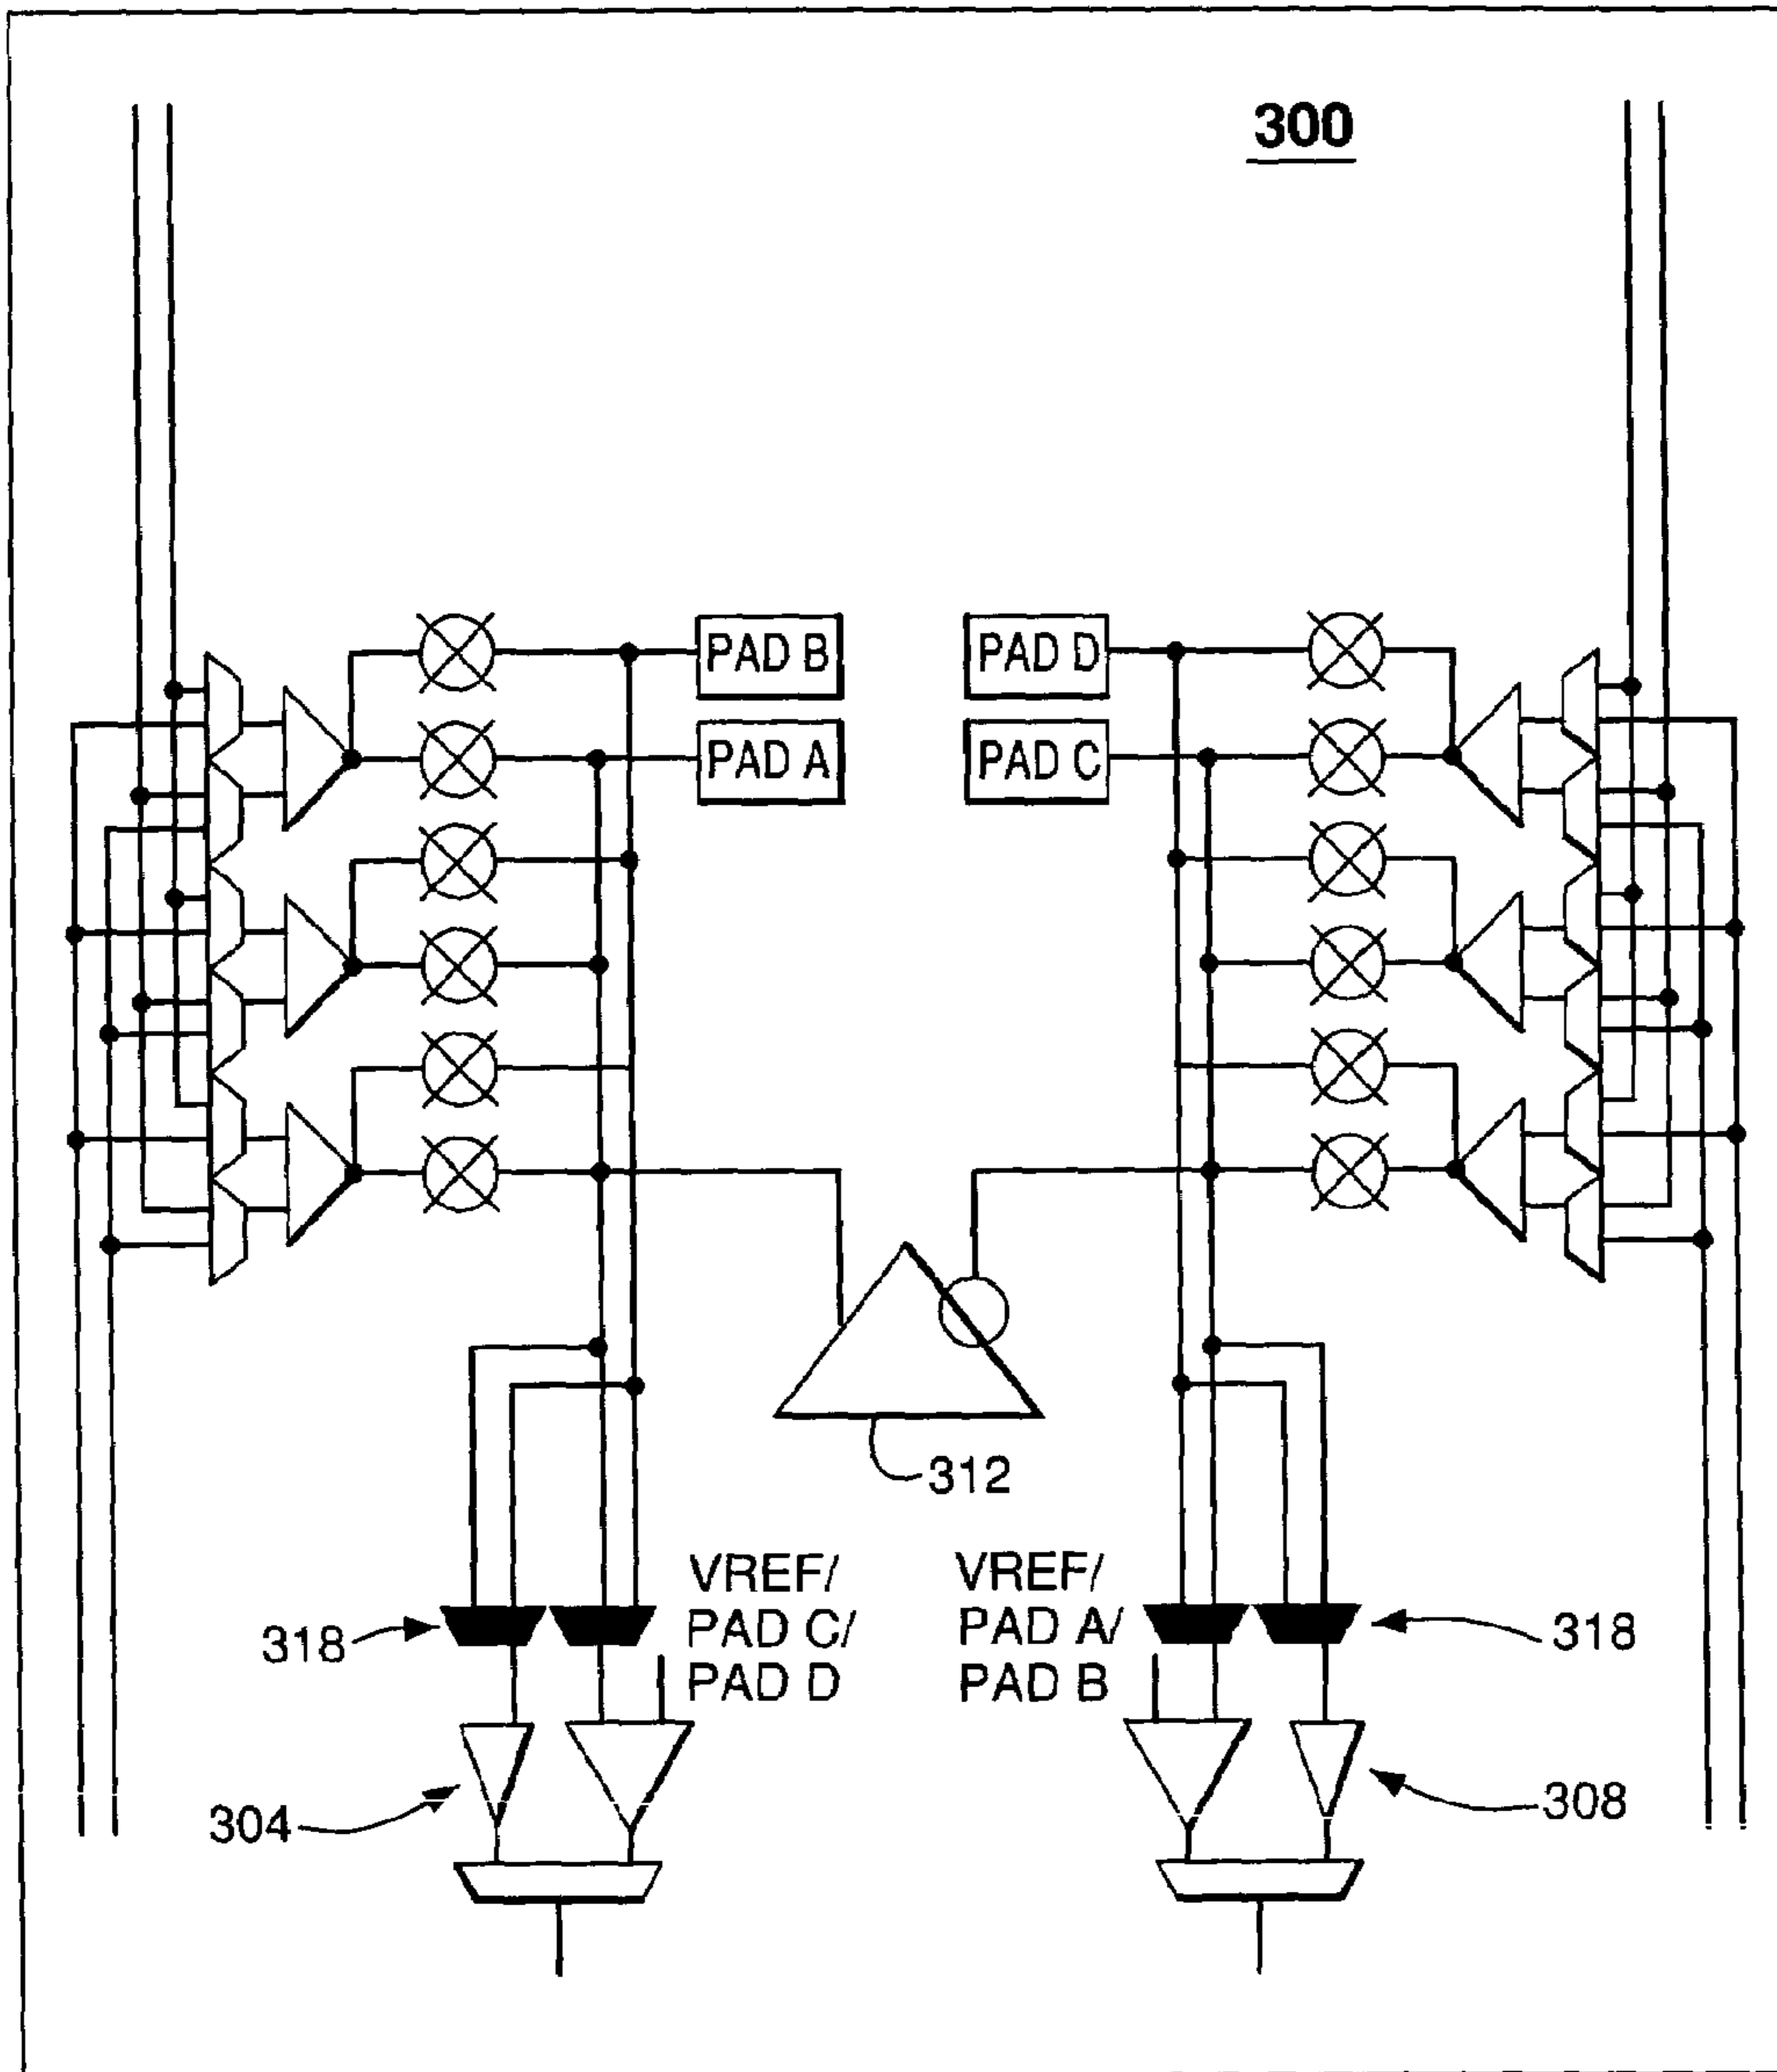 300
PAD B
PAD D
PAD A
PAD C
312
VREF/
PAD C/
PAD D
VREF/
PAD A/
PAD B
318
318
304
308